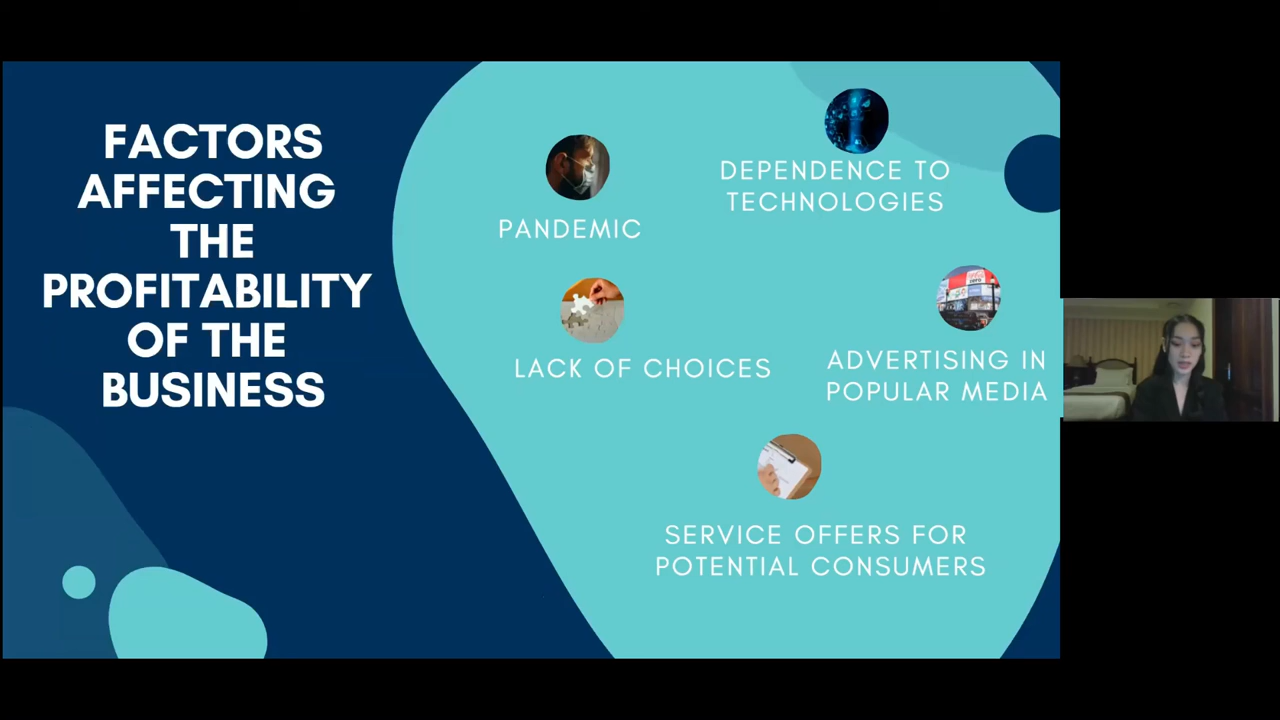 FACTORS
AFFECTING
THE
PROFITABILITY
OF THE
BUSINESS
PANDEMIC
DEPENDENCE TO
TECHNOLOGIES
LACK OF CHOICES
ADVERTISING IN
POPULAR MEDIA
SERVICE OFFERS FOR
POTENTIAL CONSUMERS